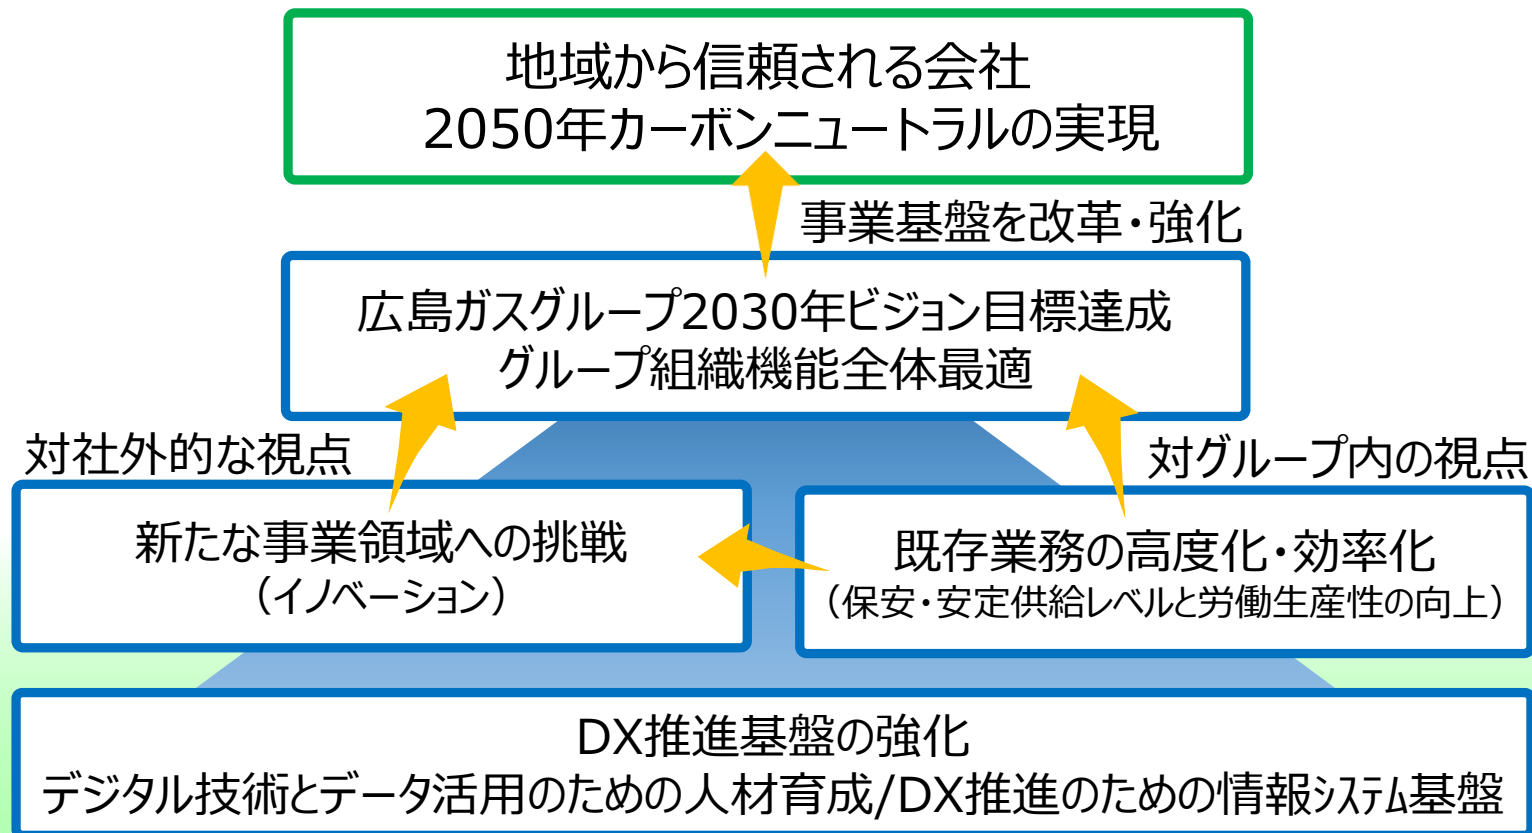 地域から信頼される会社
2050年カーボンニュートラルの実現
事業基盤を改革・強化
広島ガスグループ2030年ビジョン目標達成
グループ組織機能全体最適
対社外的な視点
対グループ内の視点
新たな事業領域への挑戦
（イノベーション）
既存業務の高度化・効率化
（保安・安定供給レベルと労働生産性の向上）
DX推進基盤の強化
デジタル技術とデータ活用のための人材育成/DX推進のための情報システム基盤